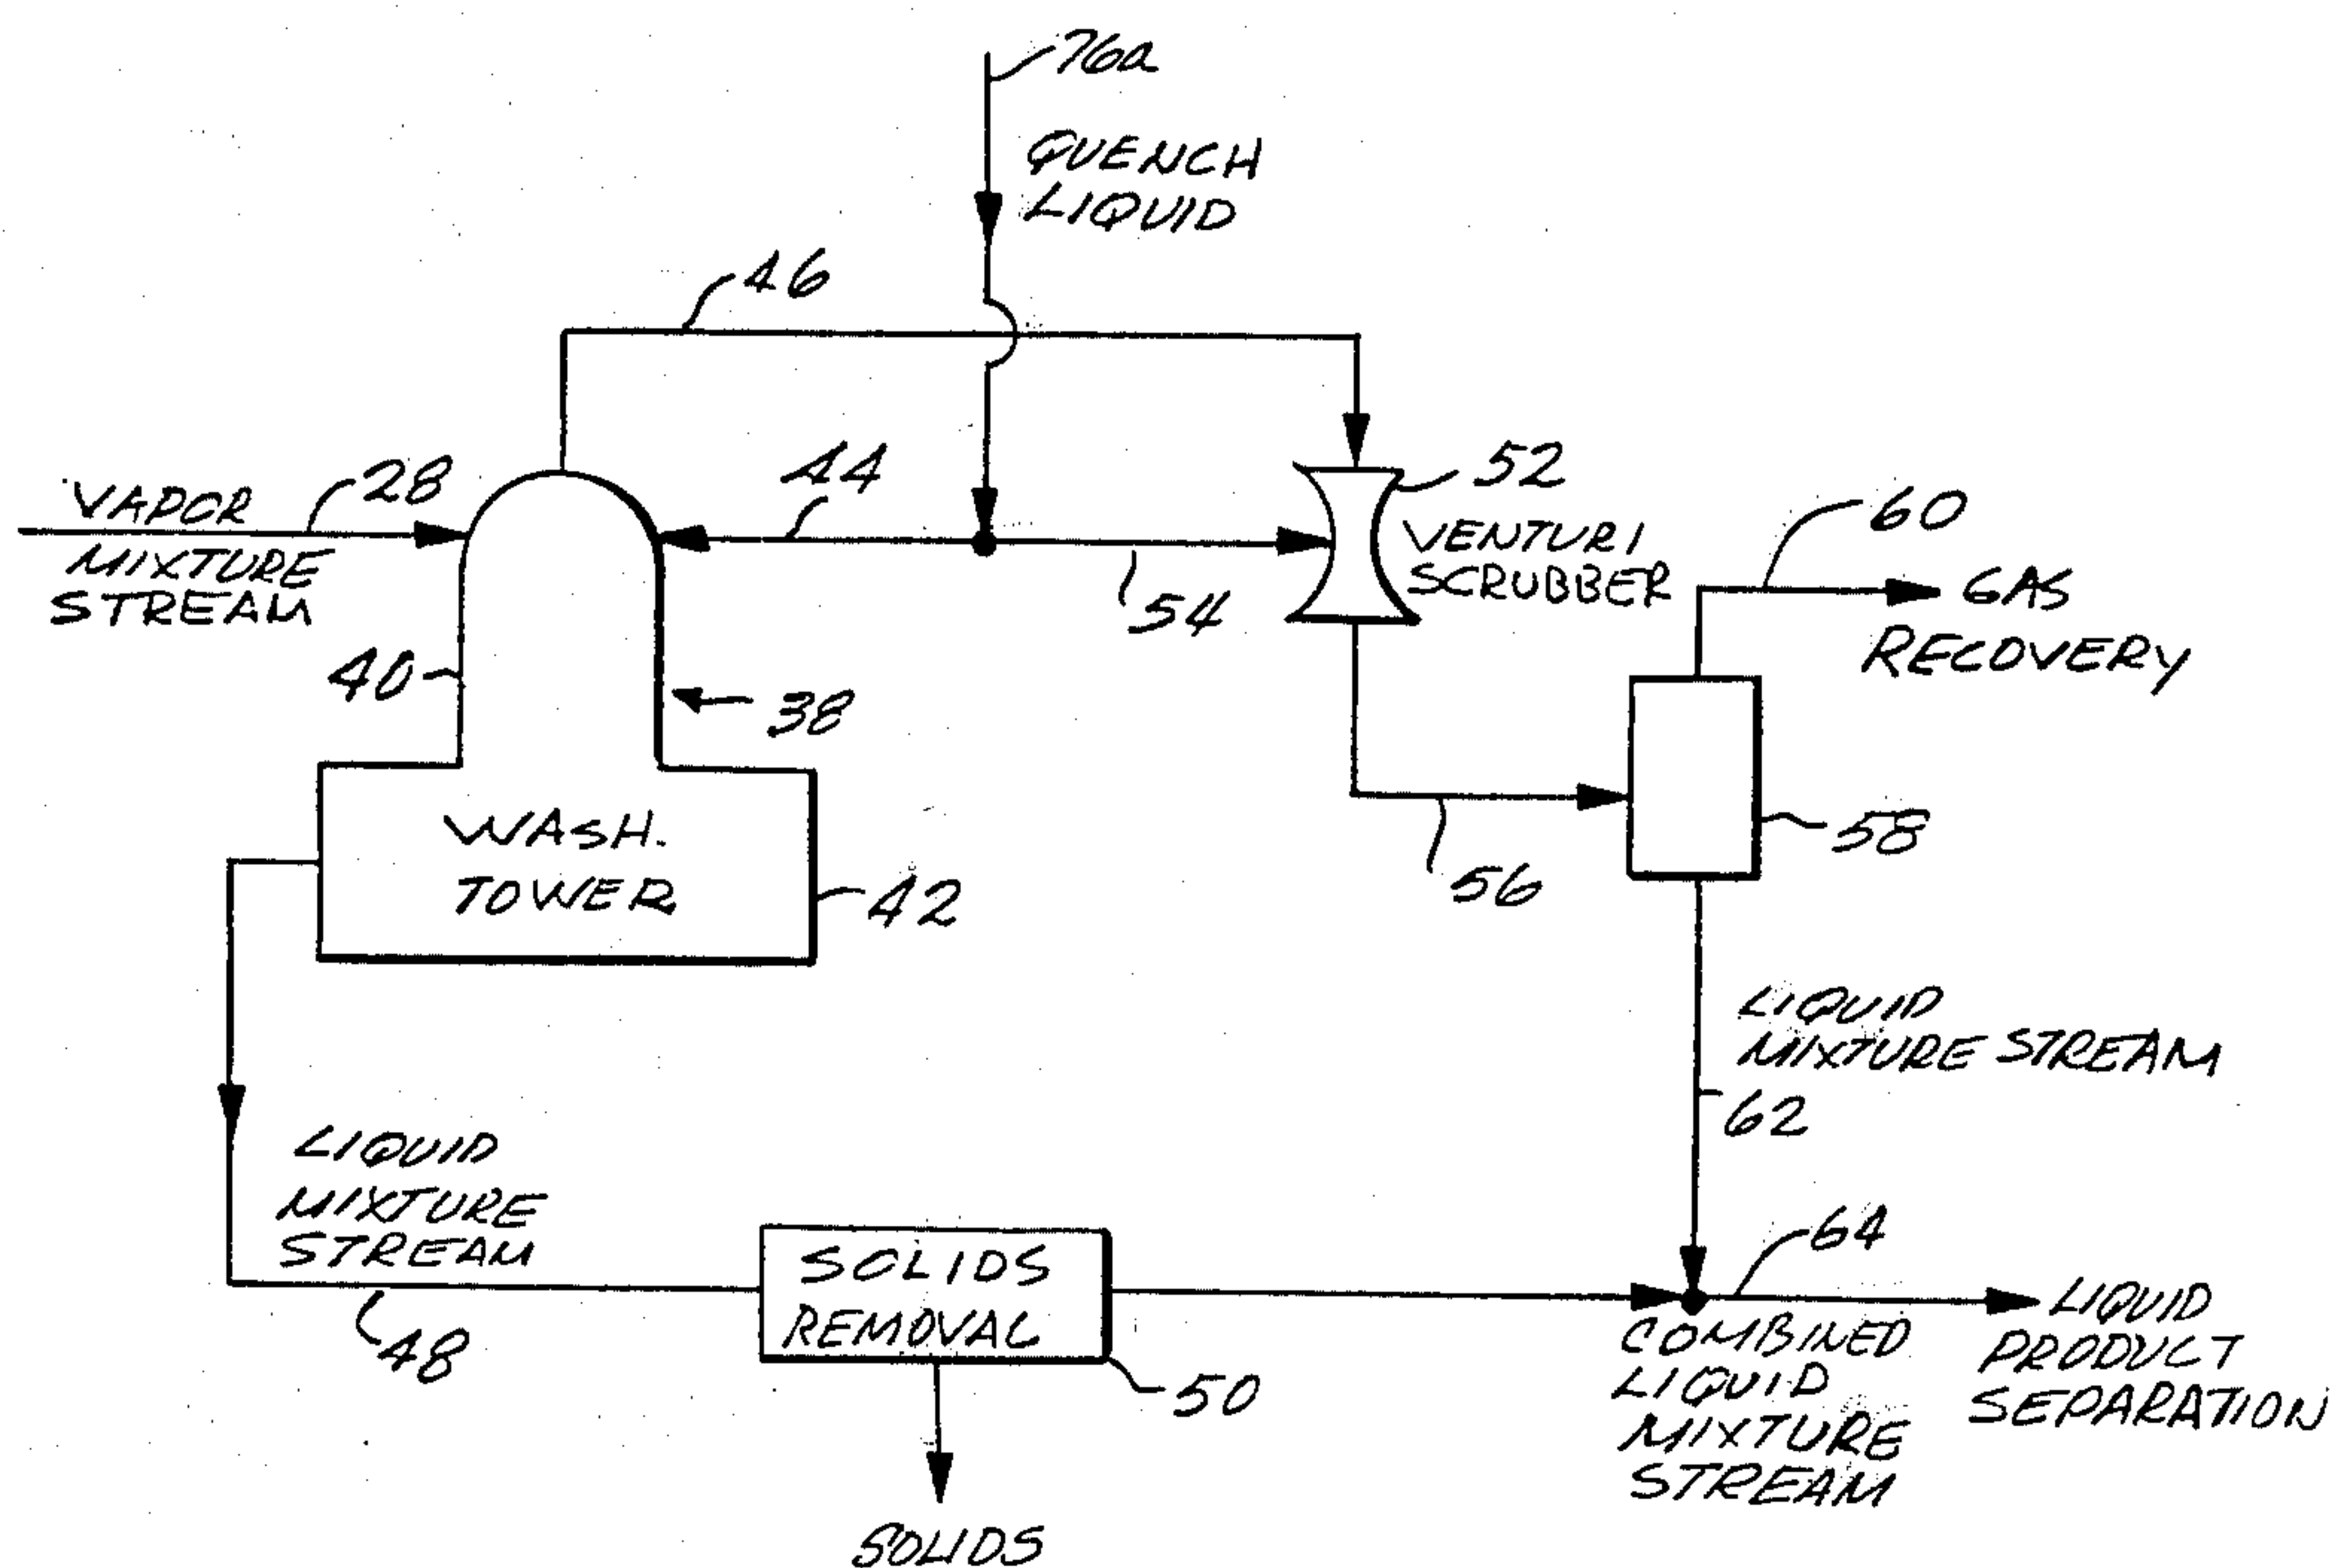 76a
QUENCH
LIQUID
46
44
28
VAPOR
MIXTURE
STREAM
52
VENTURI
SCRUBBER
54
60
GAS
RECOVERY
40
38
WASH.
TOWER
42
58
56
LIQUID
MIXTURE STREAM
62
LIQUID
MIXTURE
STREAM
48
SOLIDS
REMOVAL
50
SOLIDS
64
COMBINED
LIQUID
MIXTURE
STREAM
LIQUID
PRODUCT
SEPARATION